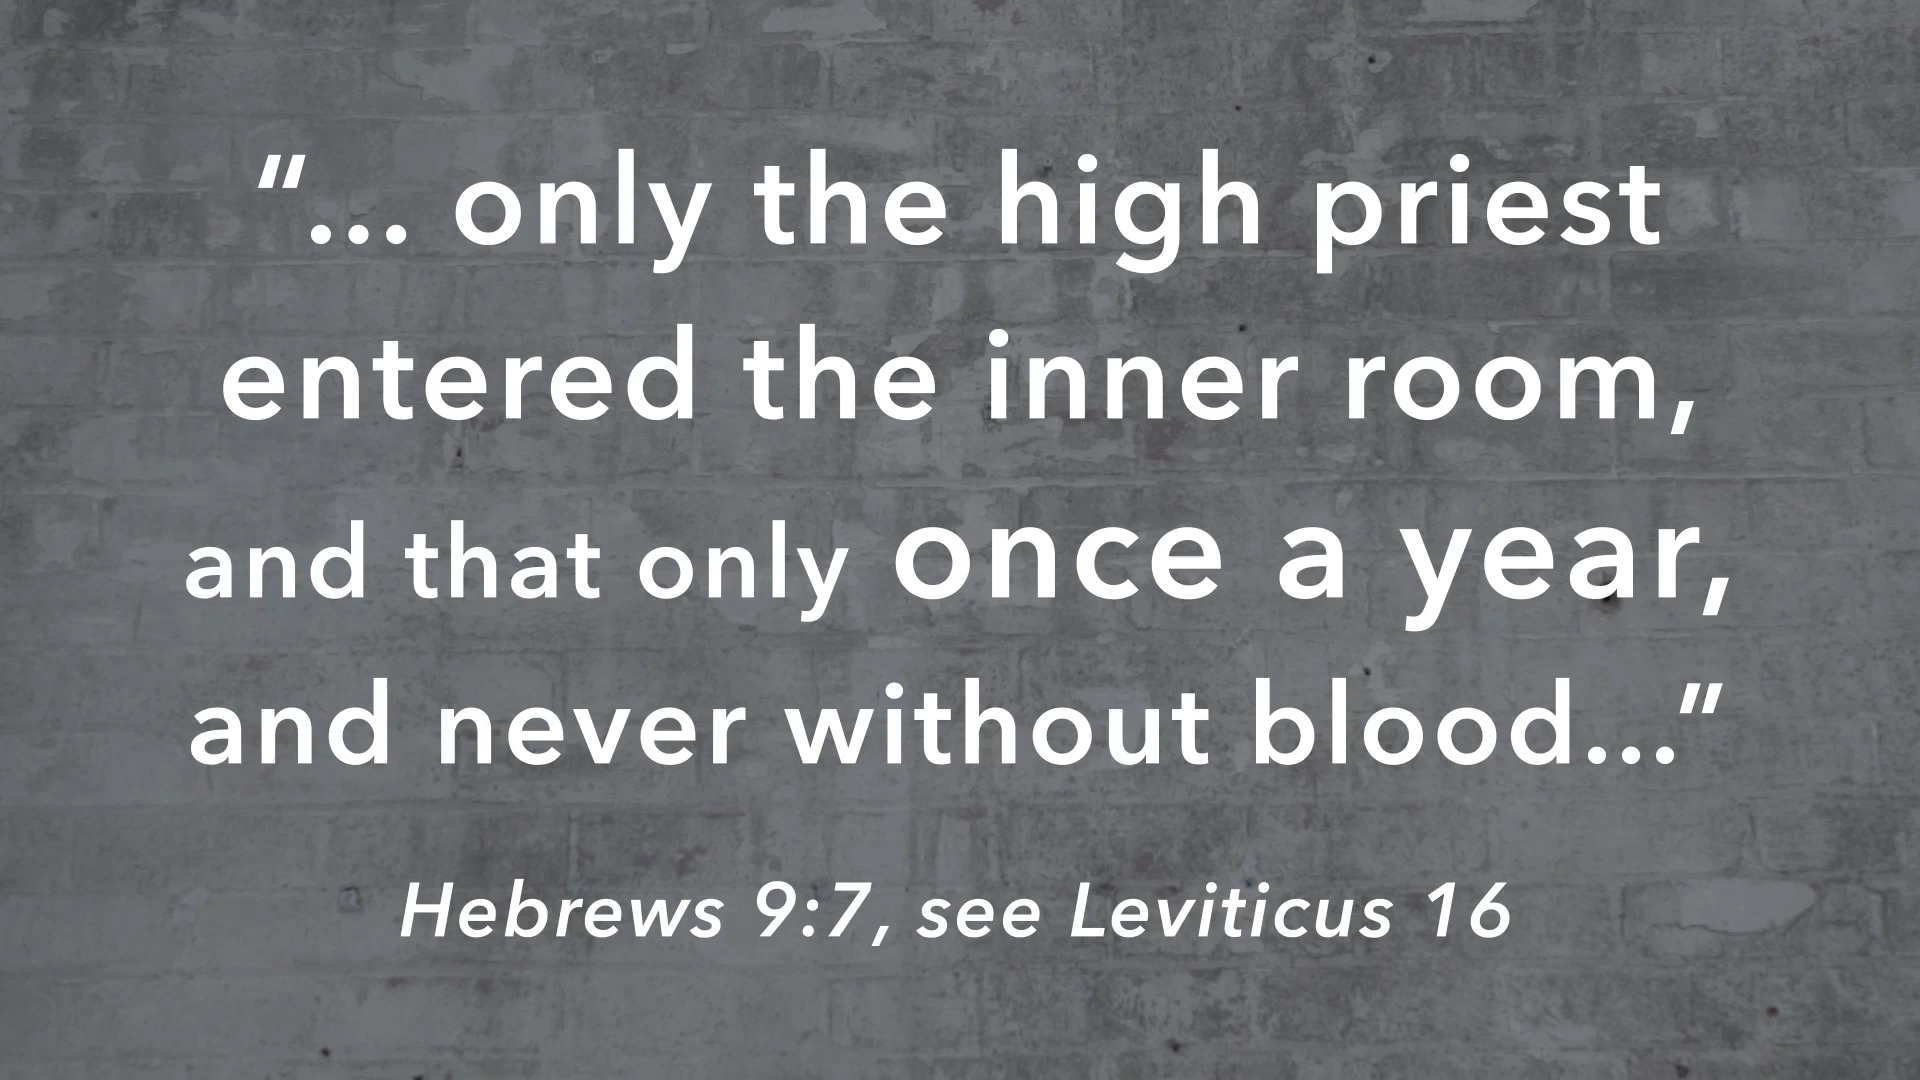 “... only the high priest
entered the inner room,
and that only once a year,
and never without blood...”
Hebrews 9:7, see Leviticus 16